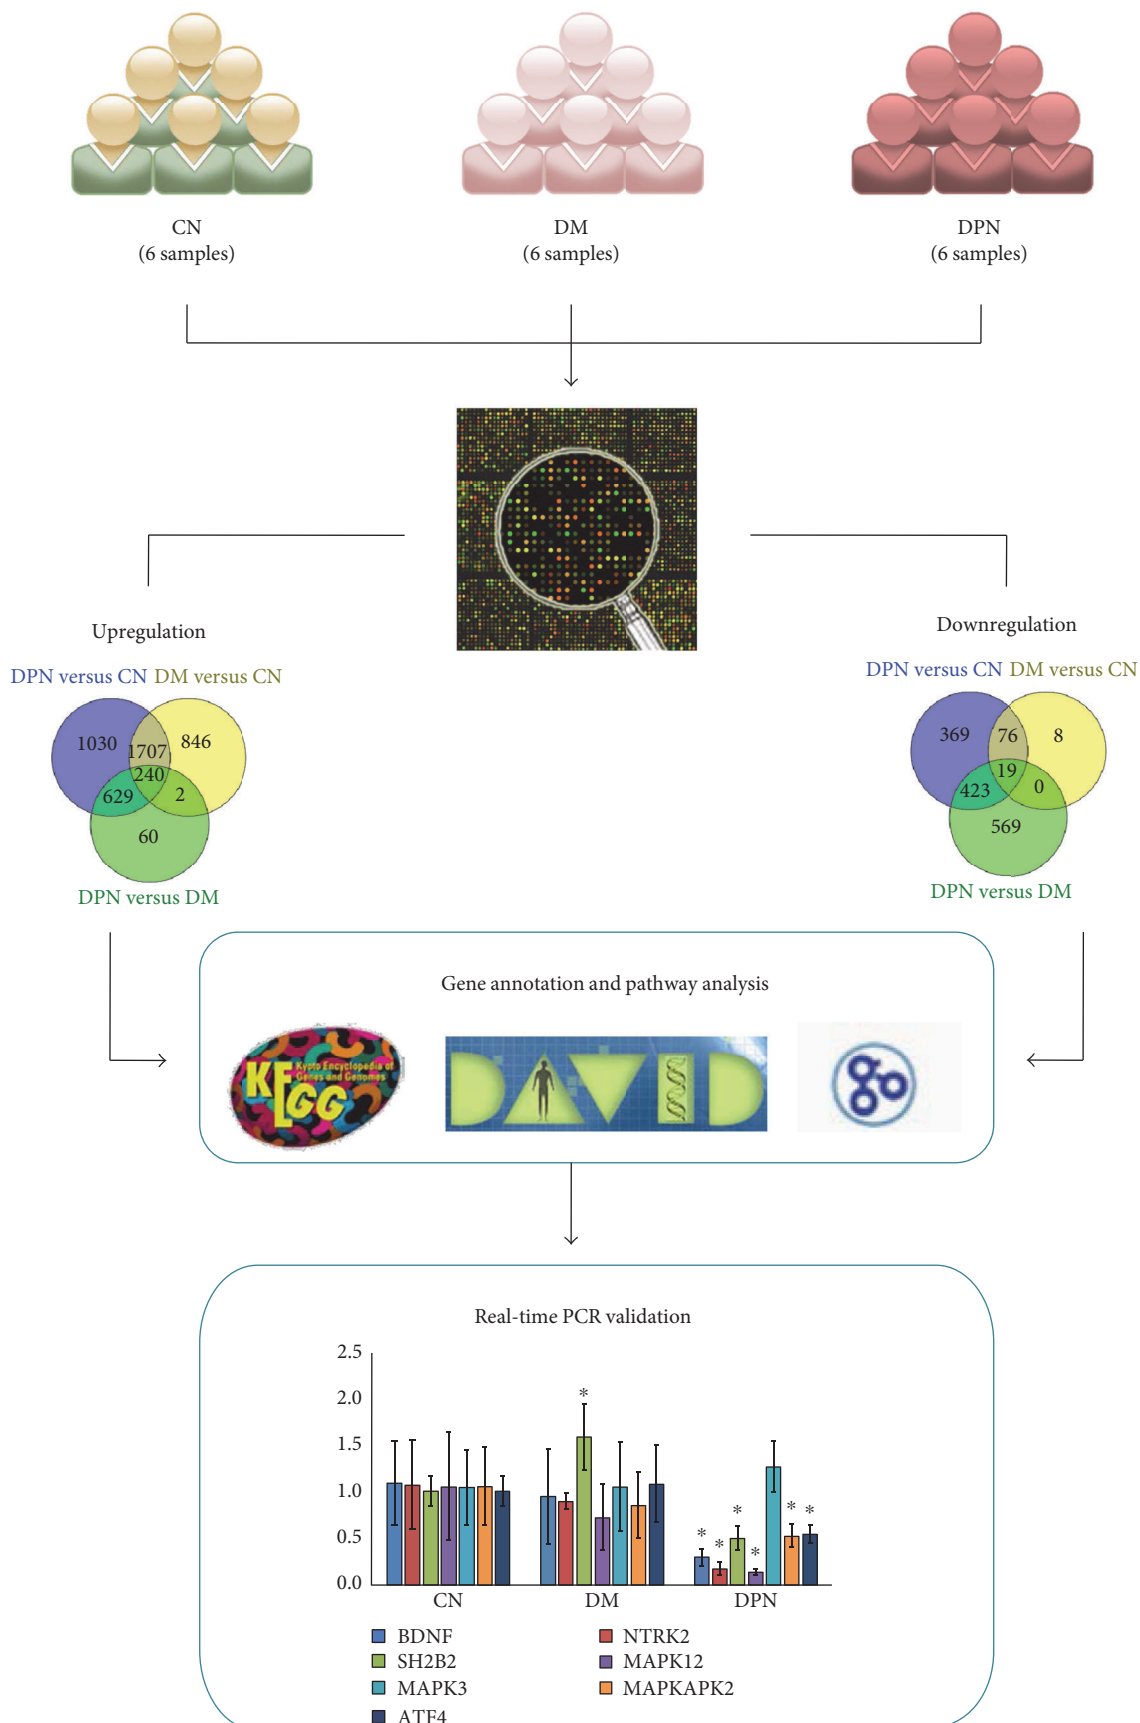 CN
(6 samples)
DM
(6 samples)
DPN
(6 samples)
Upregulation
DPN versus CN DM versus CN
1030
1707
846
240
629
2
60
DPN versus DM
Downregulation
DPN versus CN DM versus CN
369
76
8
19
423
0
569
DPN versus DM
Gene annotation and pathway analysis
KEGG
Kyoto Encyclopedia of
Genes and Genomes
DAVID
go
Real-time PCR validation
2.5
2.0
1.5
1.0
0.5
0.0
*
* * * * * *
CN DM DPN
BDNF
NTRK2
SH2B2
MAPK12
MAPK3
MAPKAPK2
ATF4